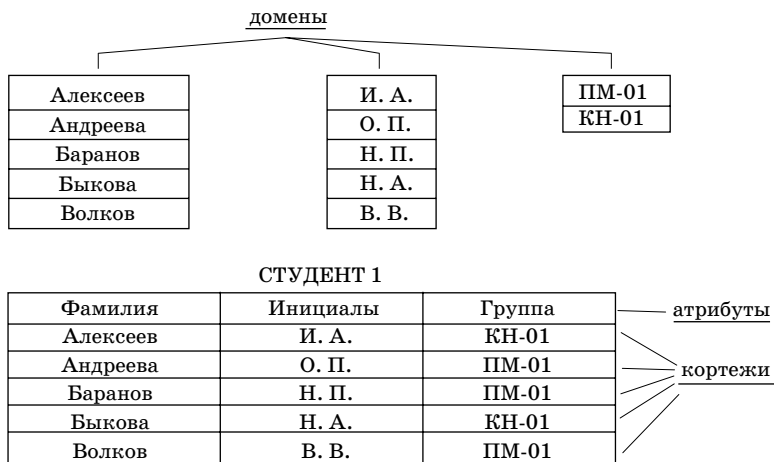 домены
Алексеев И. А. ПМ-01
Андреева О. П. КН-01
Баранов Н. П.
Быкова Н. А.
Волков В. В.
СТУДЕНТ 1
Фамилия Инициалы Группа атрибуты
Алексеев И. А. КН-01
Андреева О. П. ПМ-01 кортежи
Баранов Н. П. ПМ-01
Быкова Н. А. КН-01
Волков В. В. ПМ-01